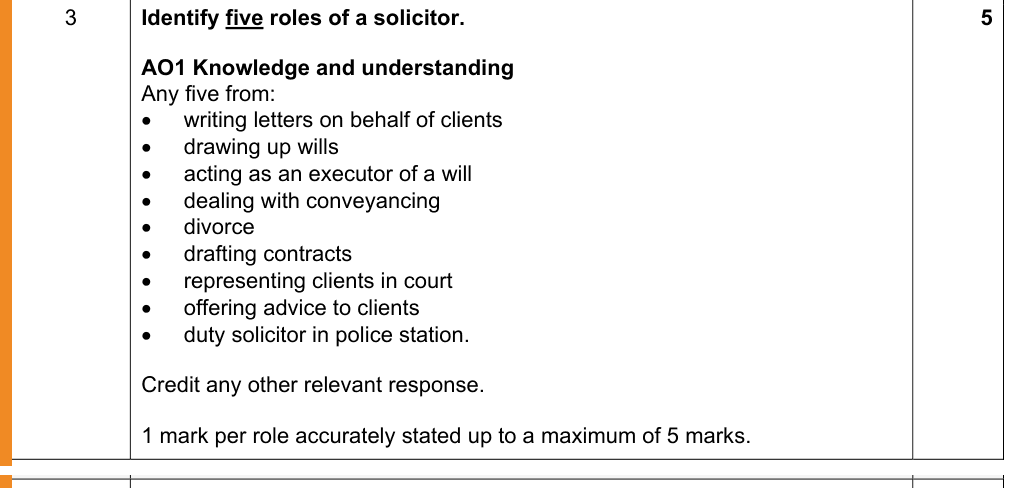 3 Identify five roles of a solicitor. 5
AO1 Knowledge and understanding
Any five from:
• writing letters on behalf of clients
• drawing up wills
• acting as an executor of a will
• dealing with conveyancing
• divorce
• drafting contracts
• representing clients in court
• offering advice to clients
• duty solicitor in police station.
Credit any other relevant response.
1 mark per role accurately stated up to a maximum of 5 marks.